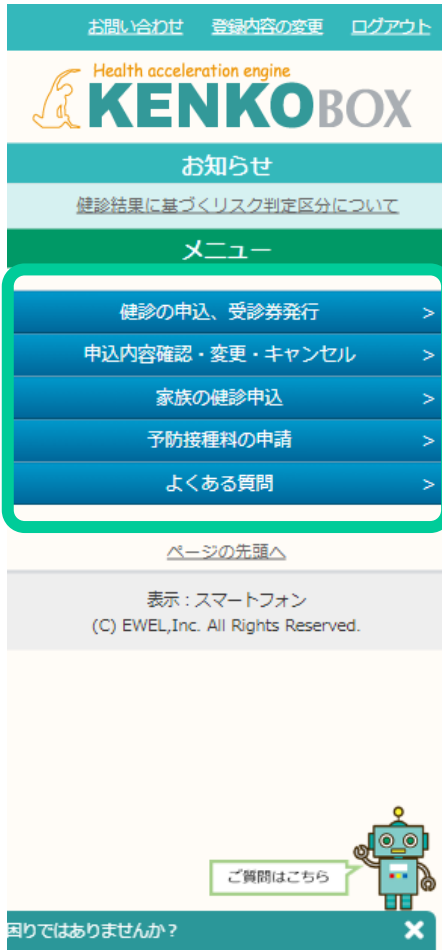 お問い合わせ 登録内容の変更 ログアウト
Health acceleration engine
KENKOBOX
お知らせ
健診結果に基づくリスク判定区分について
メニュー
健診の申込、受診券発行 >
申込内容確認・変更・キャンセル >
家族の健診申込 >
予防接種料の申請 >
よくある質問 >
ページの先頭へ
表示：スマートフォン
(C) EWEL,Inc. All Rights Reserved.
ご質問はこちら
困りではありませんか？ ×